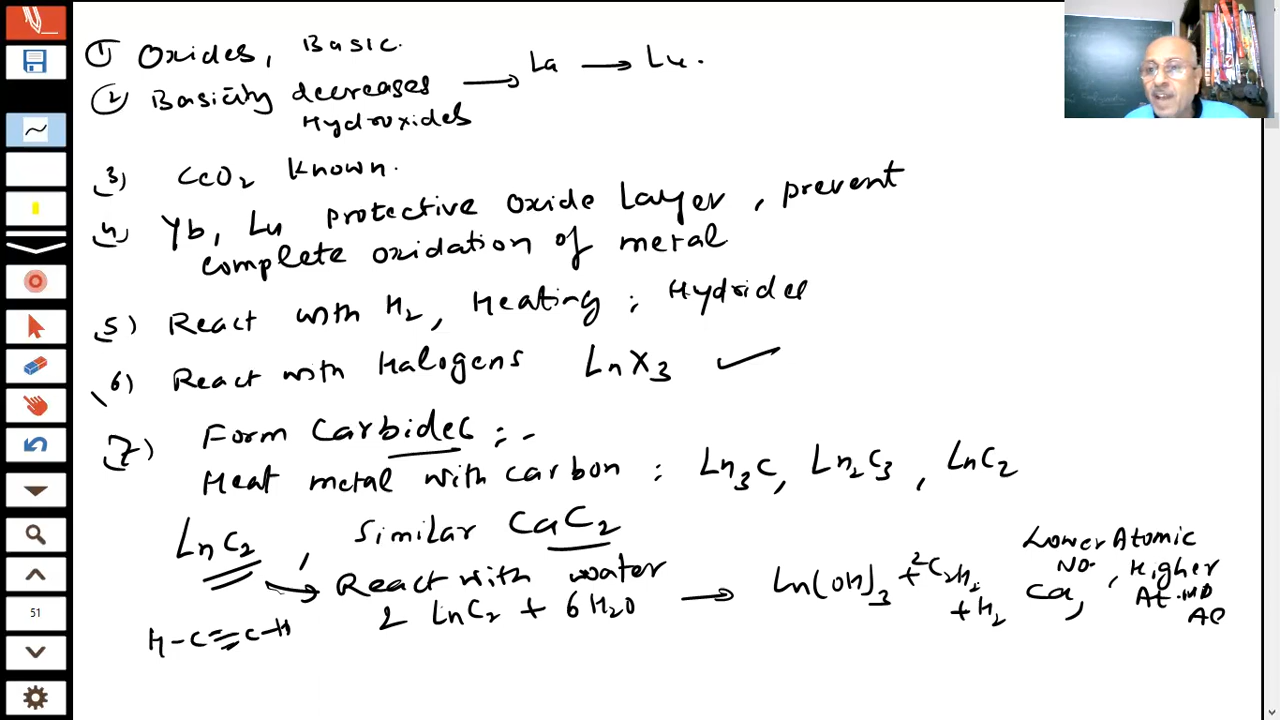 ① Oxides, Basic.
② Basicity decreases → La → Lu.
Hydroxides
3) CeO2 known.
4) Yb, Lu protective oxide Layer, prevent
complete oxidation of metal
5) React with H2, Heating : Hydrides
6) React with Halogens LnX3 ✓
7) Form Carbides :-
Heat metal with carbon : Ln3C, Ln2C3, LnC2
LnC2, Similar CaC2
→ React with water
2 LnC2 + 6H2O → Ln(OH)3 + 2C2H2
+ H2
H-C≡C-H
Lower Atomic
No. , Higher
Ca, At. No
51